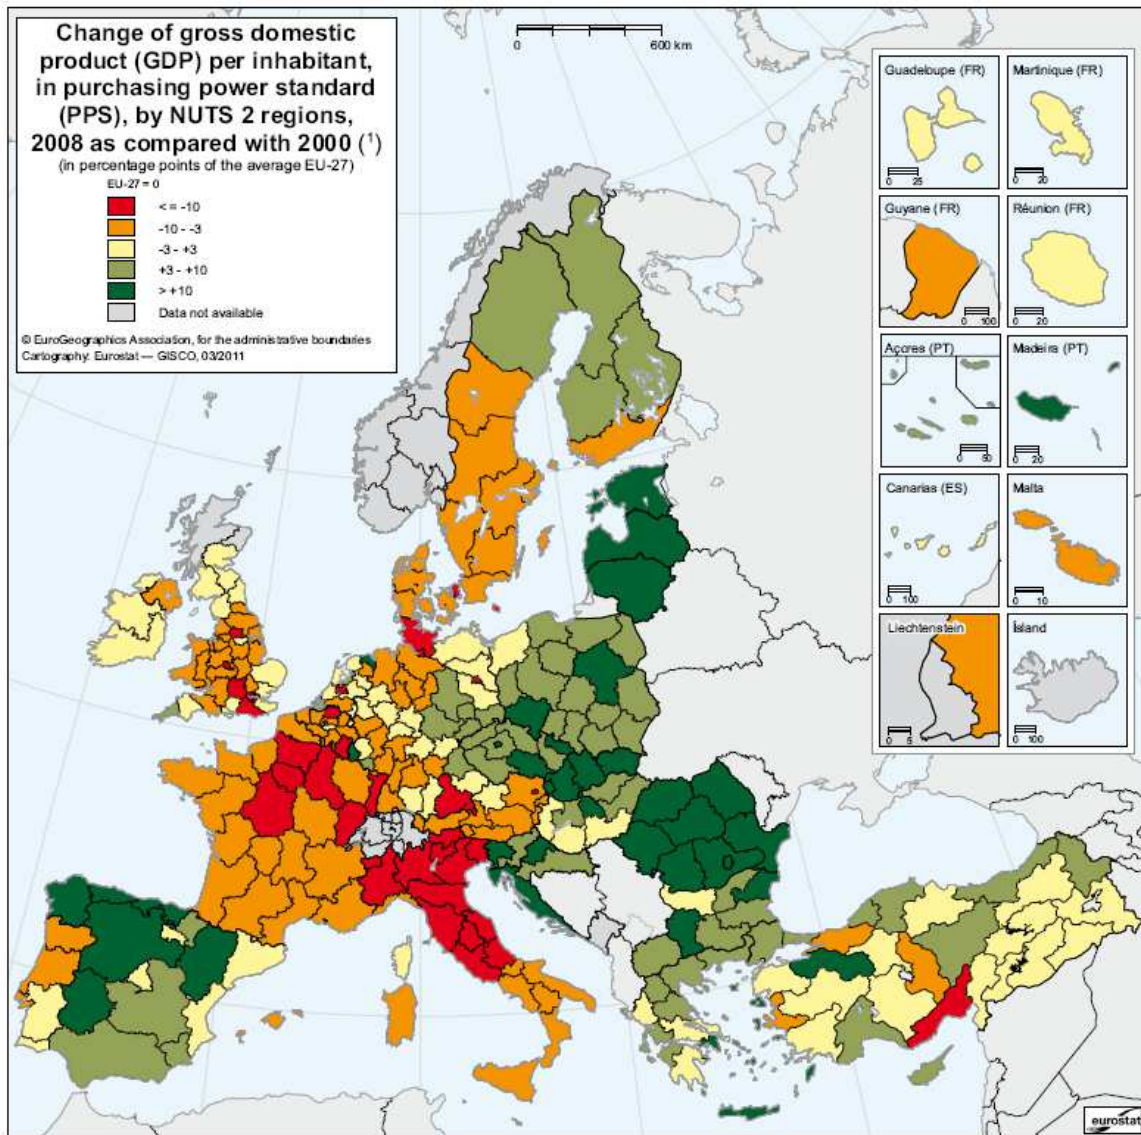 Change of gross domestic
product (GDP) per inhabitant,
in purchasing power standard
(PPS), by NUTS 2 regions,
2008 as compared with 2000 (¹)
(in percentage points of the average EU-27)
EU-27 = 0
< = -10
-10 - -3
-3 - +3
+3 - +10
> +10
Data not available
© EuroGeographics Association, for the administrative boundaries
Cartography: Eurostat — GISCO, 03/2011
0 600 km
Guadeloupe (FR)
0 25
Martinique (FR)
0 20
Guyane (FR)
0 100
Réunion (FR)
0 20
Açores (PT)
0 50
Madeira (PT)
0 20
Canarias (ES)
0 100
Malta
0 10
Liechtenstein
0 5
Ísland
0 100
eurostat